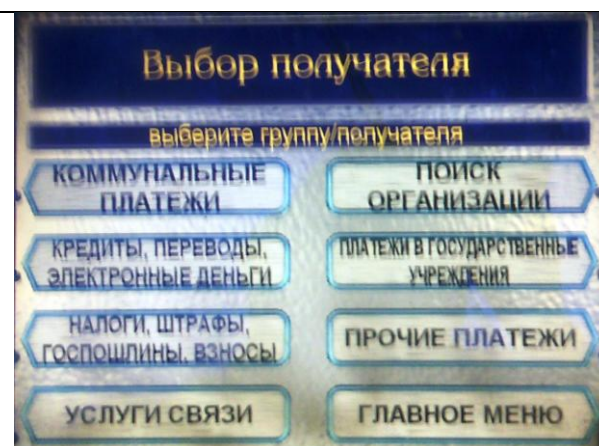 Выбор получателя
выберите группу/получателя
КОММУНАЛЬНЫЕ
ПЛАТЕЖИ
ПОИСК
ОРГАНИЗАЦИИ
КРЕДИТЫ, ПЕРЕВОДЫ,
ЭЛЕКТРОННЫЕ ДЕНЬГИ
ПЛАТЕЖИ В ГОСУДАРСТВЕННЫЕ
УЧРЕЖДЕНИЯ
НАЛОГИ, ШТРАФЫ,
ГОСПОШЛИНЫ, ВЗНОСЫ
ПРОЧИЕ ПЛАТЕЖИ
УСЛУГИ СВЯЗИ
ГЛАВНОЕ МЕНЮ